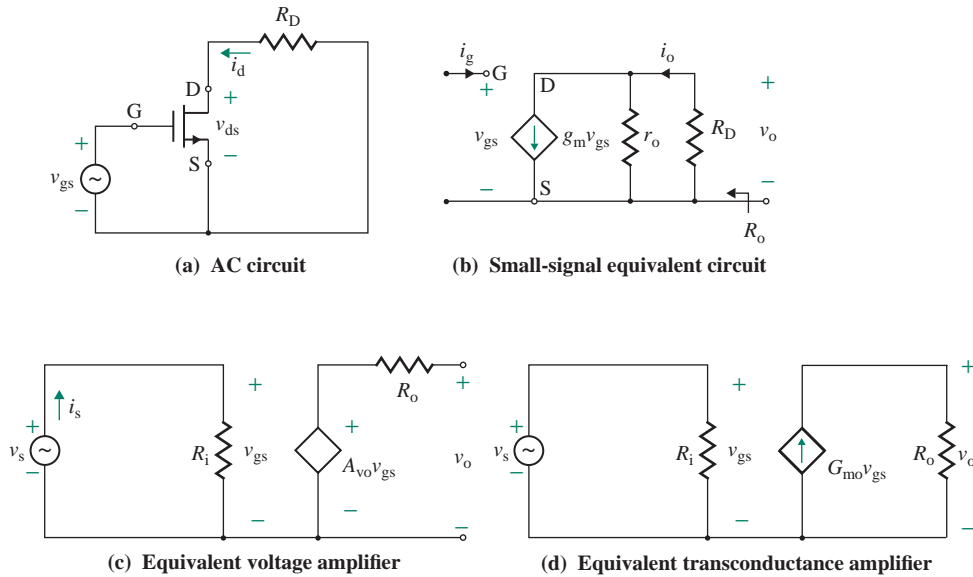 R_D
i_d
D
+
G
v_ds
+
v_gs
~
−
S
−
(a) AC circuit
i_g
G
+
D
i_o
+
v_gs
g_m v_gs
r_o
R_D
v_o
−
S
−
R_o
(b) Small-signal equivalent circuit
i_s
+
v_s
~
−
R_i
+
v_gs
−
+
A_vo v_gs
−
R_o
+
v_o
−
(c) Equivalent voltage amplifier
+
v_s
~
−
R_i
+
v_gs
−
G_mo v_gs
R_o
+
v_o
−
(d) Equivalent transconductance amplifier